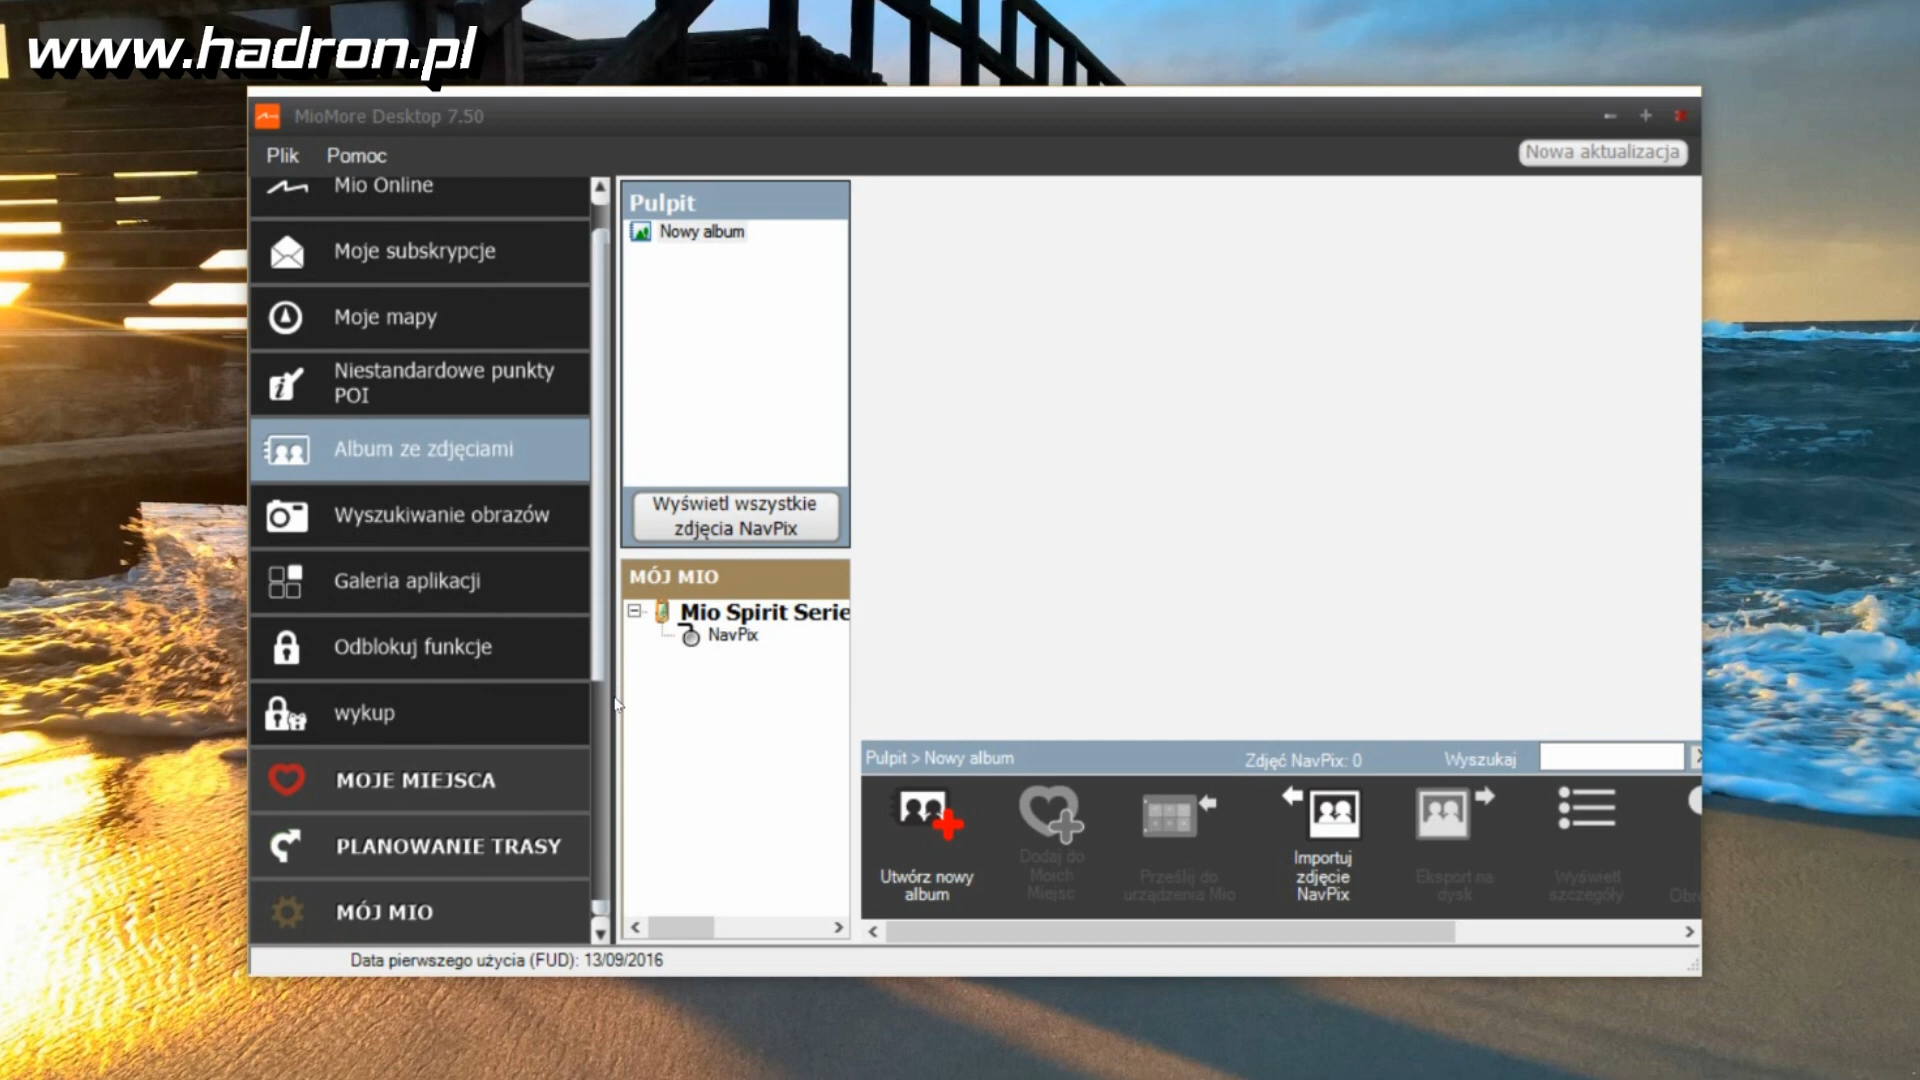 www.hadron.pl
MioMore Desktop 7.50
Plik Pomoc
Nowa aktualizacja
Mio Online
Moje subskrypcje
Moje mapy
Niestandardowe punkty
POI
Album ze zdjęciami
Wyszukiwanie obrazów
Galeria aplikacji
Odblokuj funkcje
wykup
MOJE MIEJSCA
PLANOWANIE TRASY
MÓJ MIO
Pulpit
Nowy album
Wyświetl wszystkie
zdjęcia NavPix
MÓJ MIO
Mio Spirit Serie
NavPix
Pulpit > Nowy album
Zdjęć NavPix: 0
Wyszukaj
Utwórz nowy
album
Dodaj do
Moich
Miejsc
Prześlij do
urządzenia Mio
Importuj
zdjęcie
NavPix
Eksport na
dysk
Wyświetl
szczegóły
Data pierwszego użycia (FUD): 13/09/2016